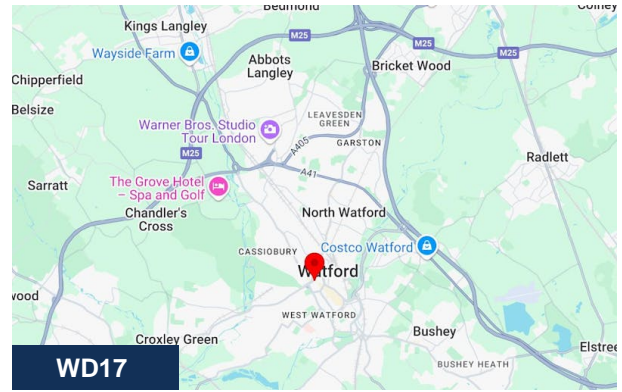 Bedmond
Colney
Kings Langley
M25
Wayside Farm
Abbots
Langley
Bricket Wood
Chipperfield
Belsize
LEAVESDEN
GREEN
Warner Bros. Studio
Tour London
A405
GARSTON
M25
Radlett
A41
Sarratt
The Grove Hotel
– Spa and Golf
Chandler's
Cross
North Watford
CASSIOBURY
Costco Watford
Watford
wood
WEST WATFORD
Croxley Green
Bushey
Elstree
BUSHEY HEATH
WD17